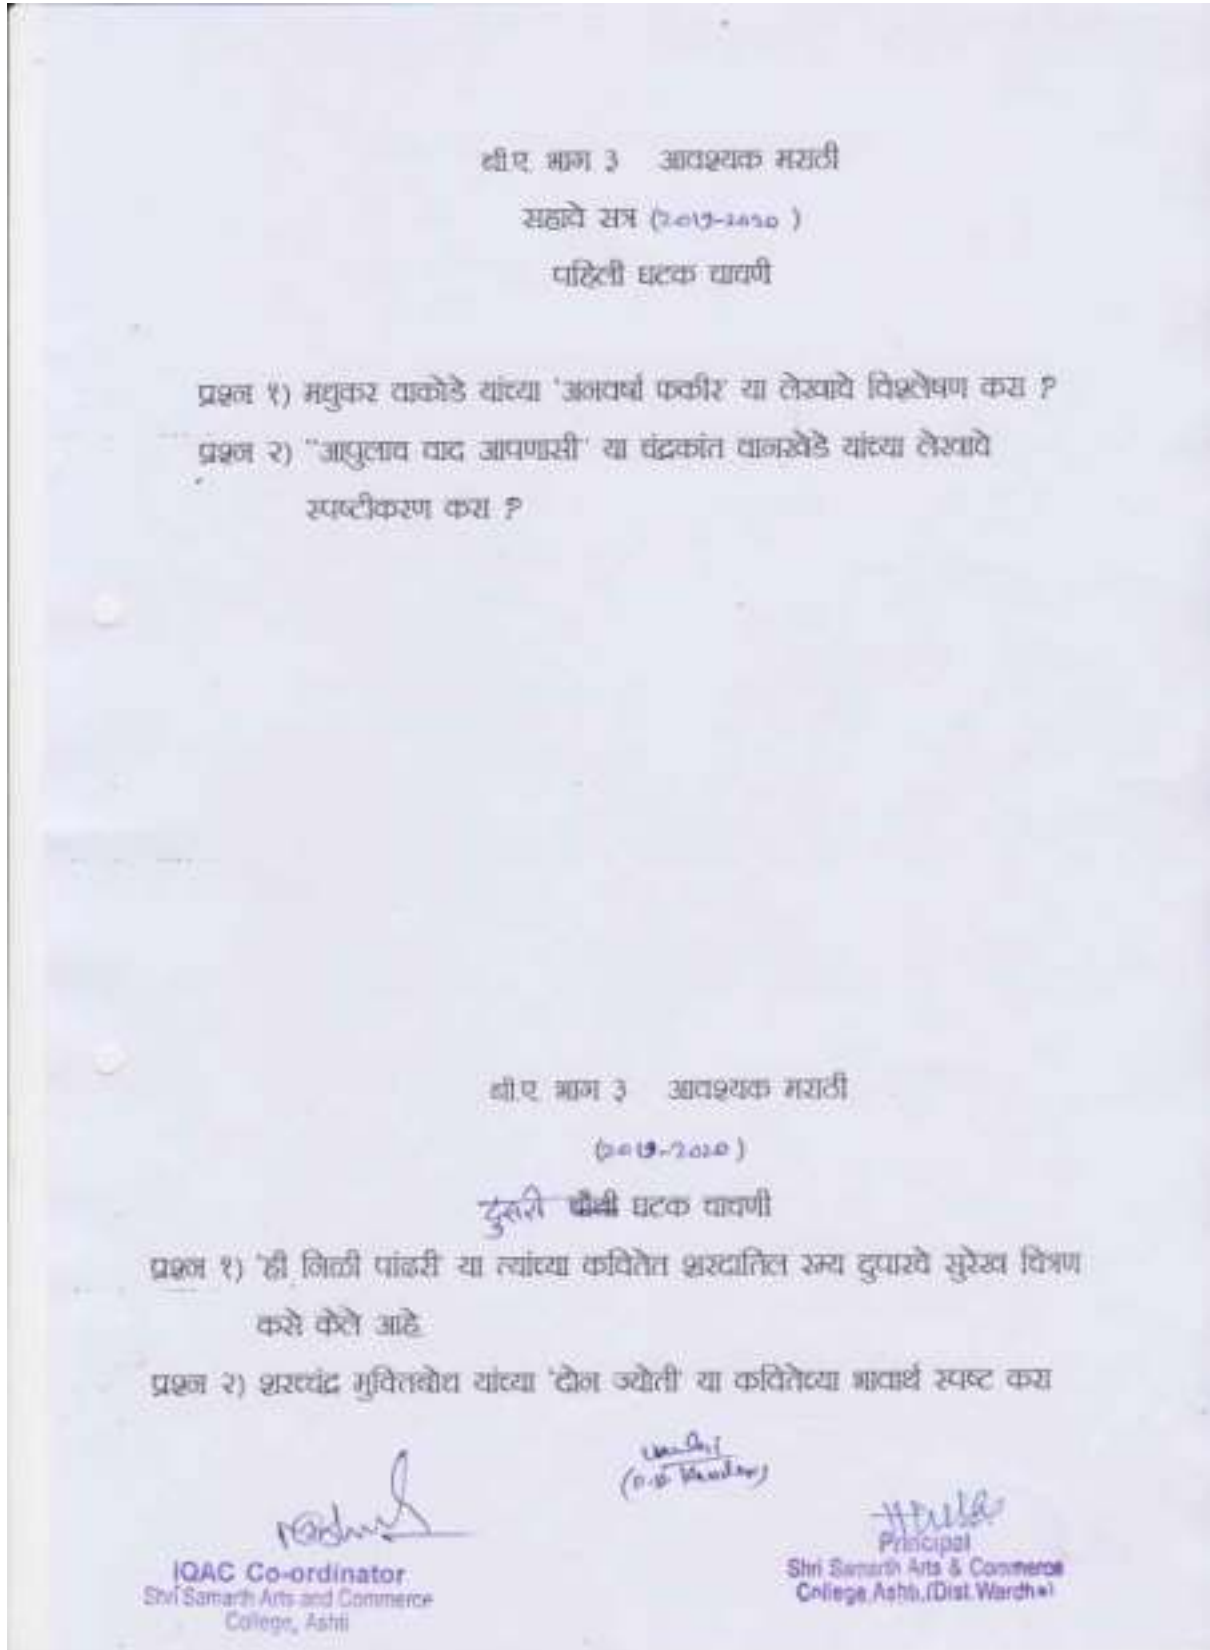 बी.ए. भाग ३ आवश्यक मराठी
सहावे सत्र (२०१९-२०२० )
पहिली घटक चाचणी
प्रश्न १) मधुकर वाकोडे यांच्या 'अनवर्षा फकीर' या लेखाचे विश्लेषण करा ?
प्रश्न २) "आपुलाच वाद आपणासी" या चंद्रकांत वानखेडे यांच्या लेखाचे
स्पष्टीकरण करा ?
बी.ए. भाग ३ आवश्यक मराठी
(२०१९-२०२०)
दुसरी चौथी घटक चाचणी
प्रश्न १) 'ही निळी पांढरी' या त्यांच्या कवितेत शरदातिल रम्य दुपारचे सुरेख चित्रण
कसे केले आहे.
प्रश्न २) शरच्चंद्र मुक्तिबोध यांच्या 'दोन ज्योती' या कवितेच्या भावार्थ स्पष्ट करा
IQAC Co-ordinator
Shri Samarth Arts and Commerce
College, Ashti
Principal
Shri Samarth Arts & Commerce
College, Ashti, (Dist. Wardha)